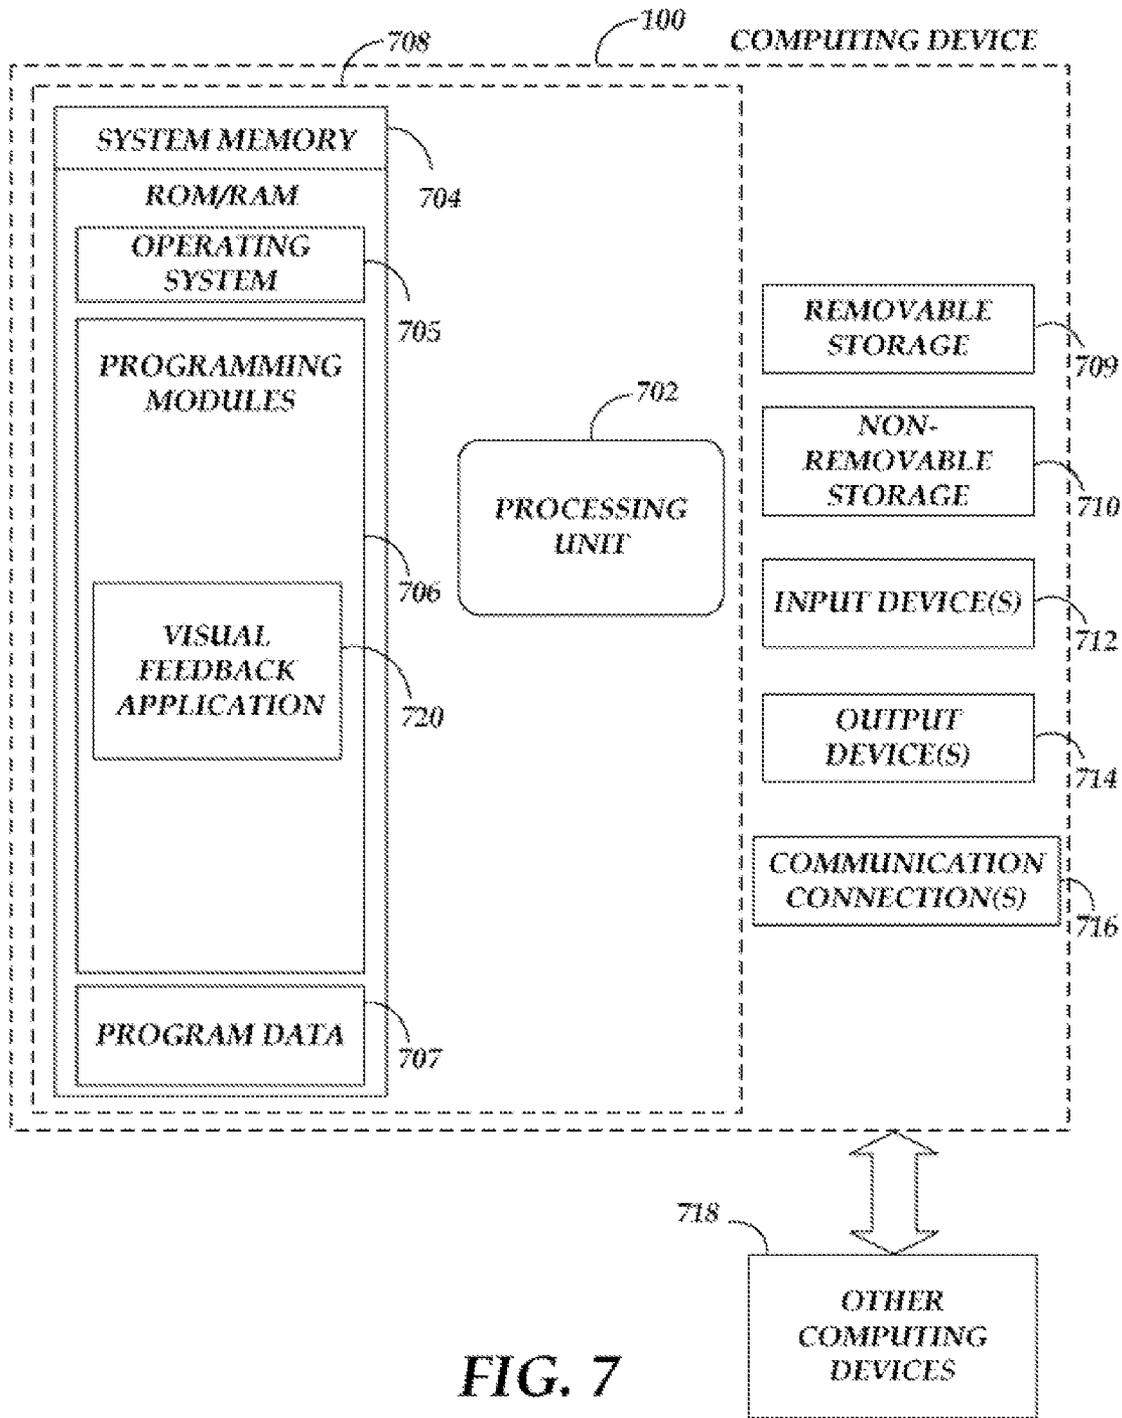 100
COMPUTING DEVICE
708
SYSTEM MEMORY
704
ROM/RAM
OPERATING
SYSTEM
705
PROGRAMMING
MODULES
706
VISUAL
FEEDBACK
APPLICATION
720
PROGRAM DATA
707
702
PROCESSING
UNIT
REMOVABLE
STORAGE
709
NON-
REMOVABLE
STORAGE
710
INPUT DEVICE(S)
712
OUTPUT
DEVICE(S)
714
COMMUNICATION
CONNECTION(S)
716
718
OTHER
COMPUTING
DEVICES
FIG. 7